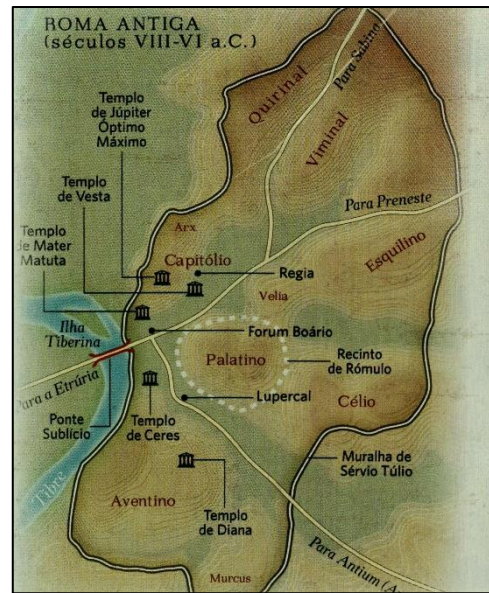 ROMA ANTIGA
(séculos VIII-VI a.C.)
Para Sabino
Quirinal
Viminal
Templo
de Júpiter
Óptimo
Máximo
Templo
de Vesta
Para Preneste
Templo
de Mater
Matuta
Arx
Capitólio
Esquilino
Regia
Velia
Ilha
Tiberina
Forum Boário
Palatino
Recinto
de Rómulo
Para a Etrúria
Lupercal
Célio
Ponte
Sublício
Templo
de Ceres
Muralha de
Sérvio Túlio
Tibre
Aventino
Templo
de Diana
Para Antium
Murcus